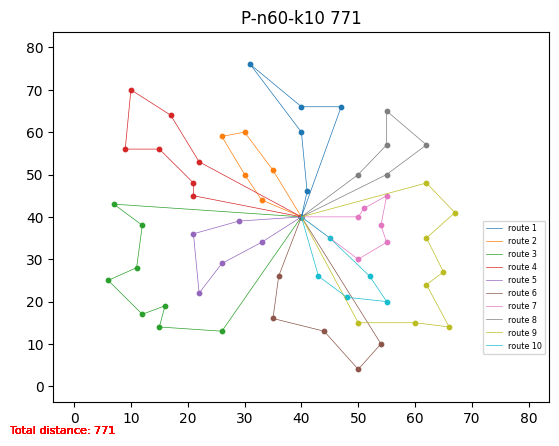 P-n60-k10 771
80
70
60
50
40
30
20
10
0
0 10 20 30 40 50 60 70 80
route 1
route 2
route 3
route 4
route 5
route 6
route 7
route 8
route 9
route 10
Total distance: 771